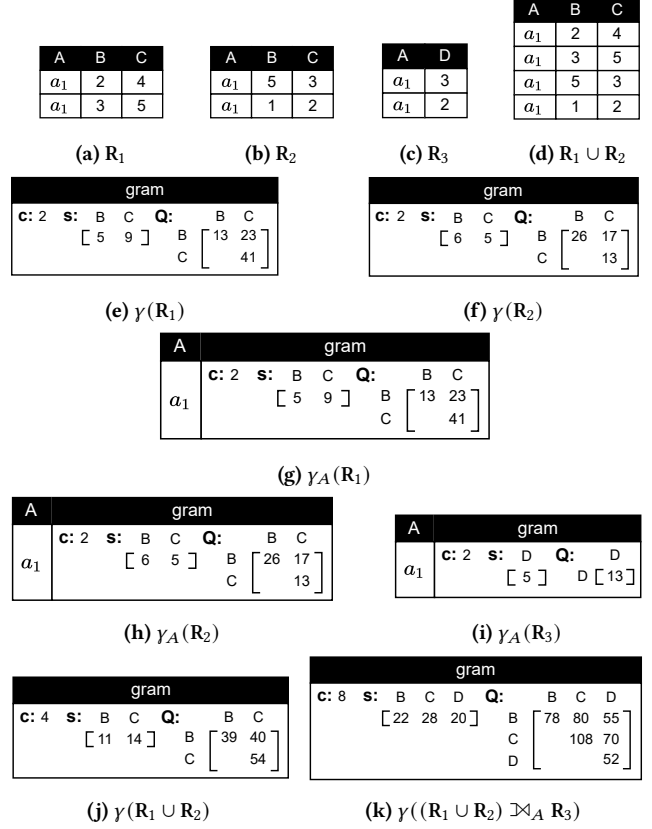 A B C
a₁ 2 4
a₁ 3 5
(a) R₁
A B C
a₁ 5 3
a₁ 1 2
(b) R₂
A D
a₁ 3
a₁ 2
(c) R₃
A B C
a₁ 2 4
a₁ 3 5
a₁ 5 3
a₁ 1 2
(d) R₁ ∪ R₂
gram
c: 2 s: B C Q: B C
[ 5 9 ] B 13 23
C 41
(e) γ(R₁)
gram
c: 2 s: B C Q: B C
[ 6 5 ] B 26 17
C 13
(f) γ(R₂)
A gram
c: 2 s: B C Q: B C
a₁ [ 5 9 ] B 13 23
C 41
(g) γ_A(R₁)
A gram
c: 2 s: B C Q: B C
a₁ [ 6 5 ] B 26 17
C 13
(h) γ_A(R₂)
A gram
c: 2 s: D Q: D
a₁ [ 5 ] D [ 13 ]
(i) γ_A(R₃)
gram
c: 4 s: B C Q: B C
[ 11 14 ] B 39 40
C 54
(j) γ(R₁ ∪ R₂)
gram
c: 8 s: B C D Q: B C D
[ 22 28 20 ] B 78 80 55
C 108 70
D 52
(k) γ((R₁ ∪ R₂) ⟕_A R₃)